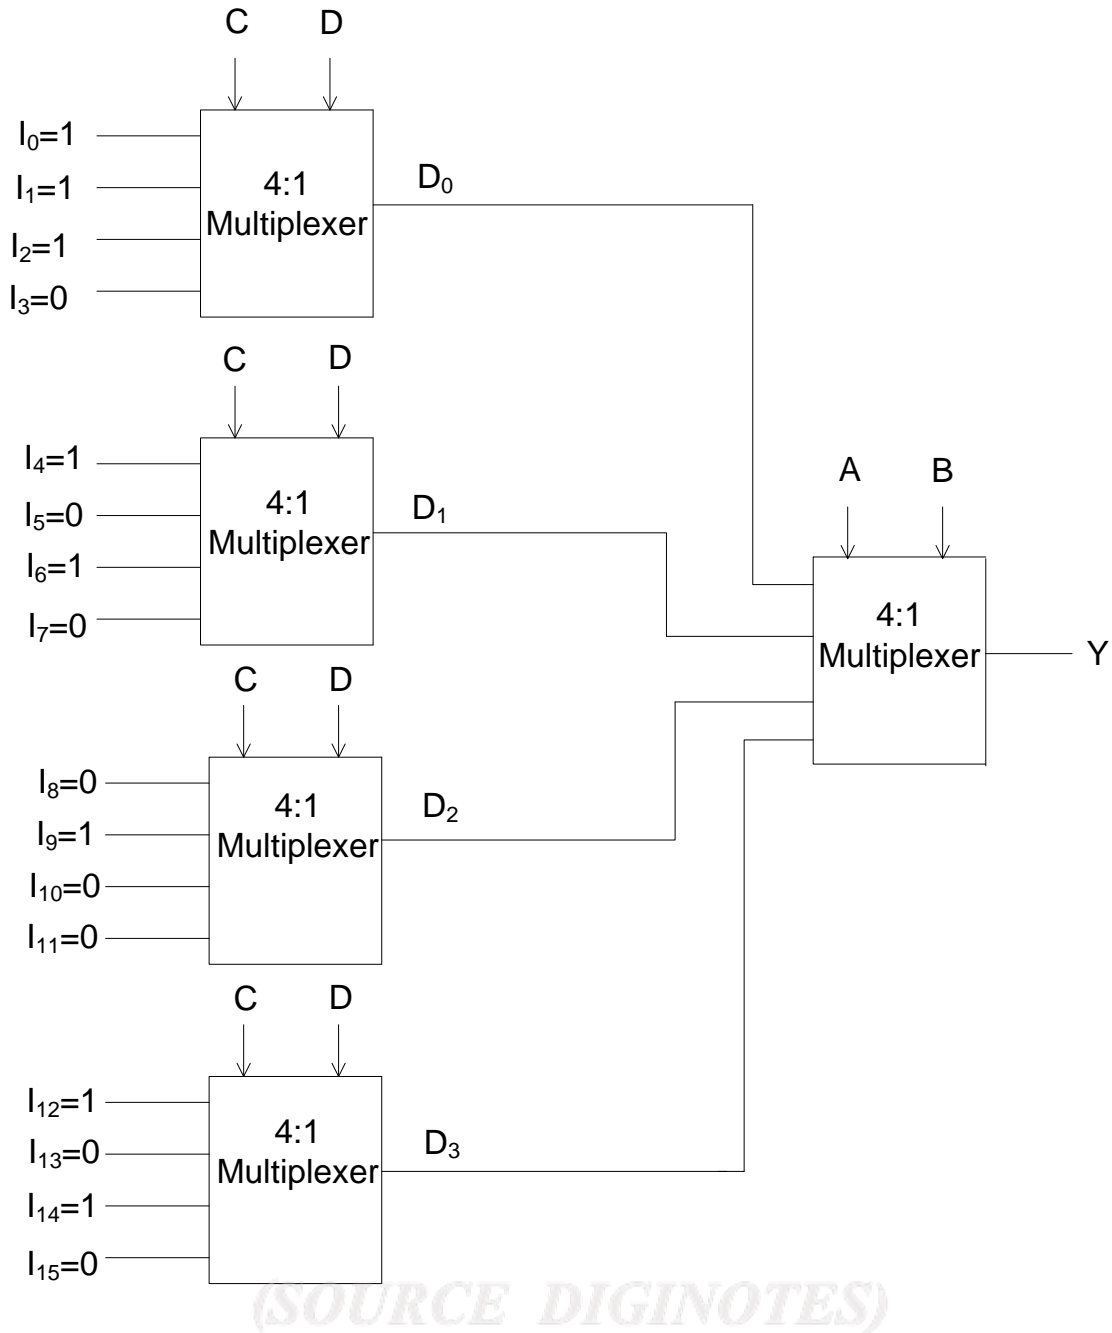 C D
I₀=1
I₁=1
I₂=1
I₃=0
4:1
Multiplexer
D₀
C D
I₄=1
I₅=0
I₆=1
I₇=0
4:1
Multiplexer
D₁
A B
4:1
Multiplexer
Y
C D
I₈=0
I₉=1
I₁₀=0
I₁₁=0
4:1
Multiplexer
D₂
C D
I₁₂=1
I₁₃=0
I₁₄=1
I₁₅=0
4:1
Multiplexer
D₃
(SOURCE DIGINOTES)